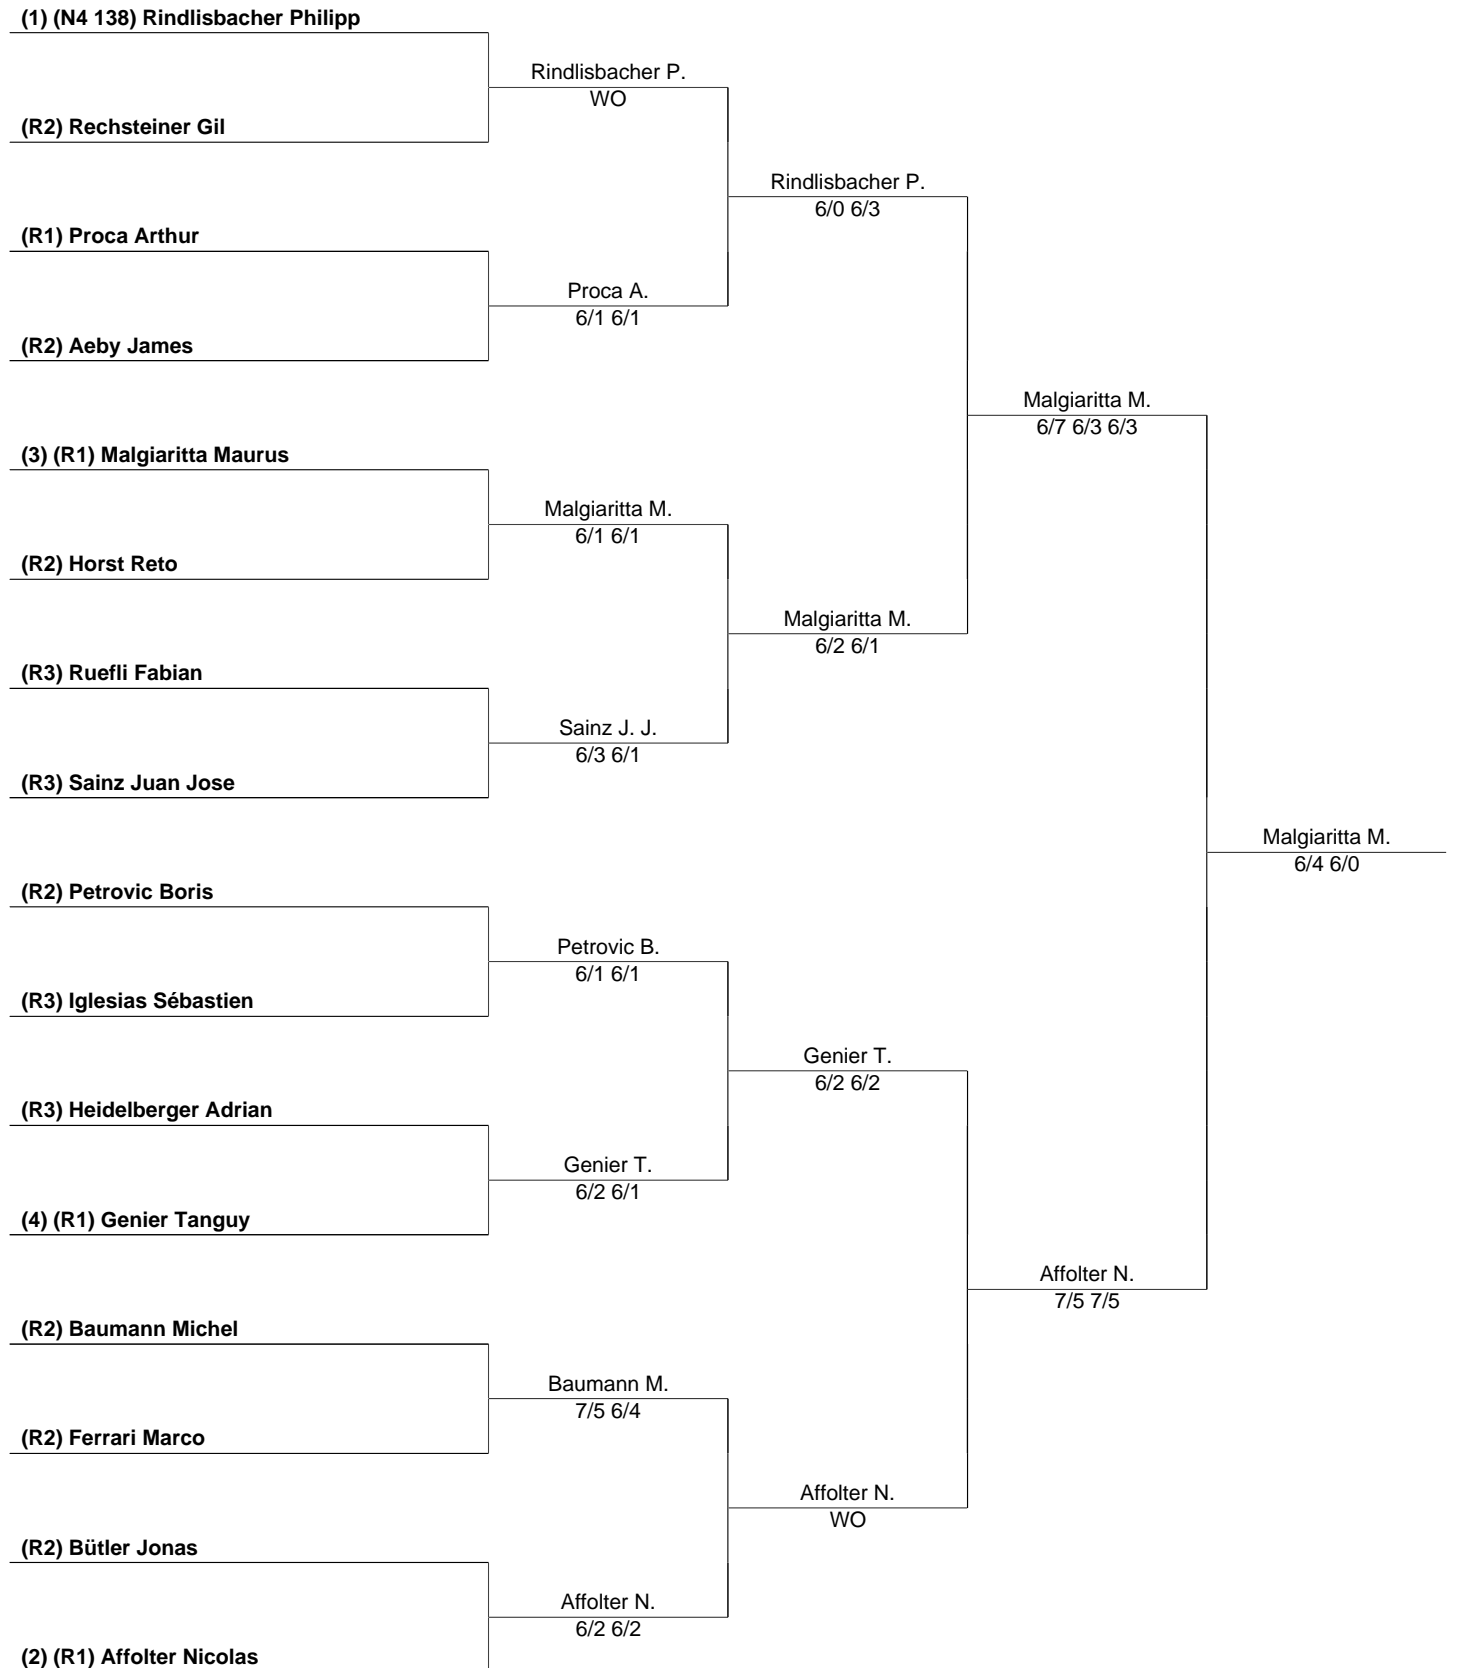 (1) (N4 138) Rindlisbacher Philipp
Rindlisbacher P.
WO
(R2) Rechsteiner Gil
Rindlisbacher P.
6/0 6/3
(R1) Proca Arthur
Proca A.
6/1 6/1
(R2) Aeby James
Malgiaritta M.
6/7 6/3 6/3
(3) (R1) Malgiaritta Maurus
Malgiaritta M.
6/1 6/1
(R2) Horst Reto
Malgiaritta M.
6/2 6/1
(R3) Ruefli Fabian
Sainz J. J.
6/3 6/1
(R3) Sainz Juan Jose
Malgiaritta M.
6/4 6/0
(R2) Petrovic Boris
Petrovic B.
6/1 6/1
(R3) Iglesias Sébastien
Genier T.
6/2 6/2
(R3) Heidelberger Adrian
Genier T.
6/2 6/1
(4) (R1) Genier Tanguy
Affolter N.
7/5 7/5
(R2) Baumann Michel
Baumann M.
7/5 6/4
(R2) Ferrari Marco
Affolter N.
WO
(R2) Bütler Jonas
Affolter N.
6/2 6/2
(2) (R1) Affolter Nicolas